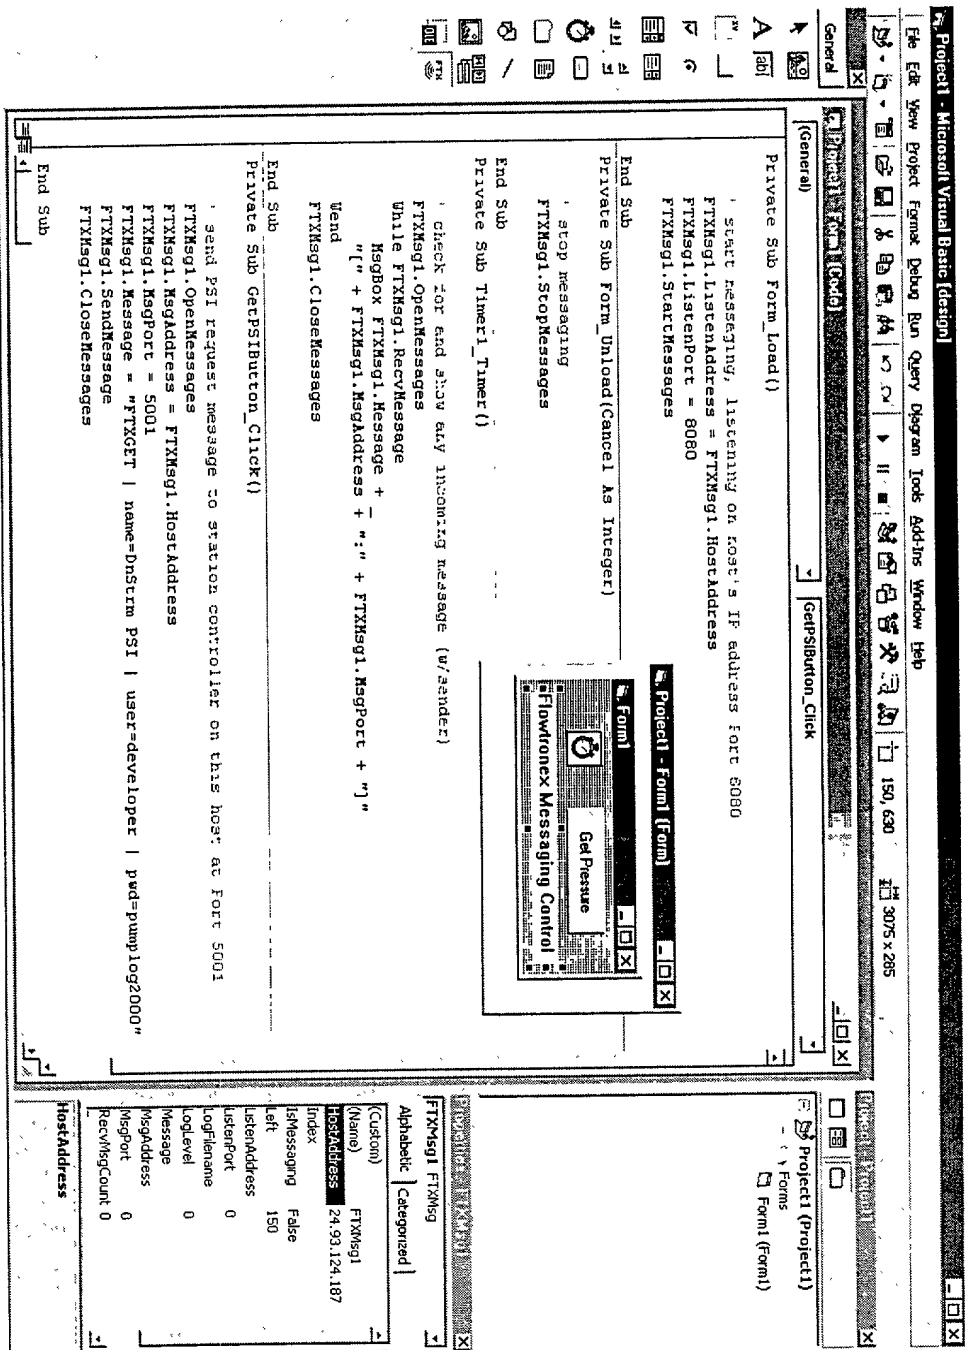 Project1 - Microsoft Visual Basic [design]
File Edit View Project Format Debug Run Query Diagram Tools Add-Ins Window Help
150, 630 3075 x 285
General
Project1 - Form1 (Code)
(General) GetPSIButton_Click
Private Sub Form_Load()
' start messaging, listening on host's IP address Port 8080
FTXMsg1.ListenAddress = FTXMsg1.HostAddress
FTXMsg1.ListenPort = 8080
FTXMsg1.StartMessages
End Sub
Private Sub Form_Unload(Cancel As Integer)
' stop messaging
FTXMsg1.StopMessages
End Sub
Private Sub Timer1_Timer()
' check for and show any incoming message (w/sender)
FTXMsg1.OpenMessages
While FTXMsg1.RecvMessage
MsgBox FTXMsg1.Message + _
"[" + FTXMsg1.MsgAddress + ":" + FTXMsg1.MsgPort + "]"
Wend
FTXMsg1.CloseMessages
End Sub
Private Sub GetPSIButton_Click()
' send PSI request message to station controller on this host at Port 5001
FTXMsg1.OpenMessages
FTXMsg1.MsgAddress = FTXMsg1.HostAddress
FTXMsg1.MsgPort = 5001
FTXMsg1.Message = "FTXGET | name=DnStrm PSI | user=developer | pwd=pumplog2000"
FTXMsg1.SendMessage
FTXMsg1.CloseMessages
End Sub
Project1 - Form1 (Form)
Form1
Get Pressure
Flowtronex Messaging Control
Project - Project1
Project1 (Project1)
Forms
Form1 (Form1)
Properties - FTXMsg1
FTXMsg1 FTXMsg
Alphabetic Categorized
(Custom)
(Name) FTXMsg1
HostAddress 24.93.124.187
Index
IsMessaging False
Left 150
ListenAddress
ListenPort 0
LogFilename
LogLevel 0
Message
MsgAddress
MsgPort 0
RecvMsgCount 0
HostAddress